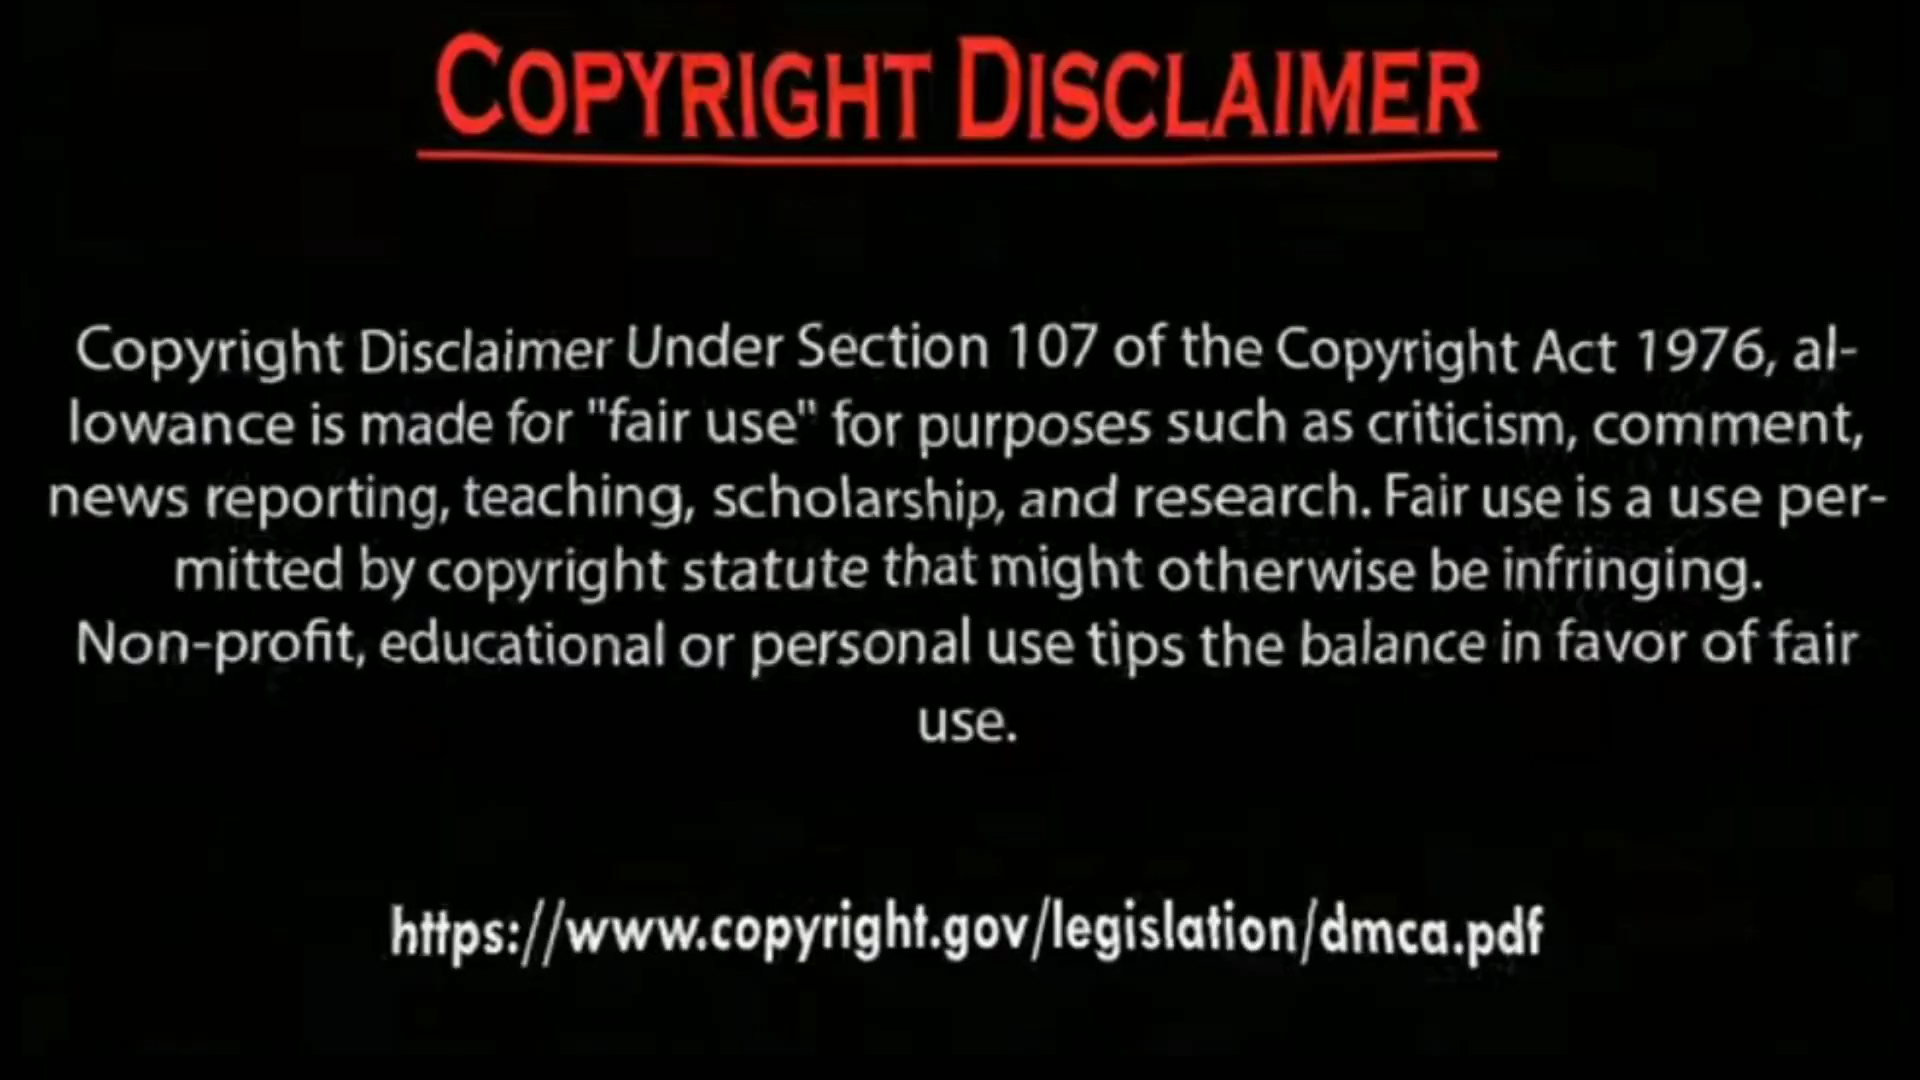 COPYRIGHT DISCLAIMER
Copyright Disclaimer Under Section 107 of the Copyright Act 1976, al-
lowance is made for "fair use" for purposes such as criticism, comment,
news reporting, teaching, scholarship, and research. Fair use is a use per-
mitted by copyright statute that might otherwise be infringing.
Non-profit, educational or personal use tips the balance in favor of fair
use.
https://www.copyright.gov/legislation/dmca.pdf